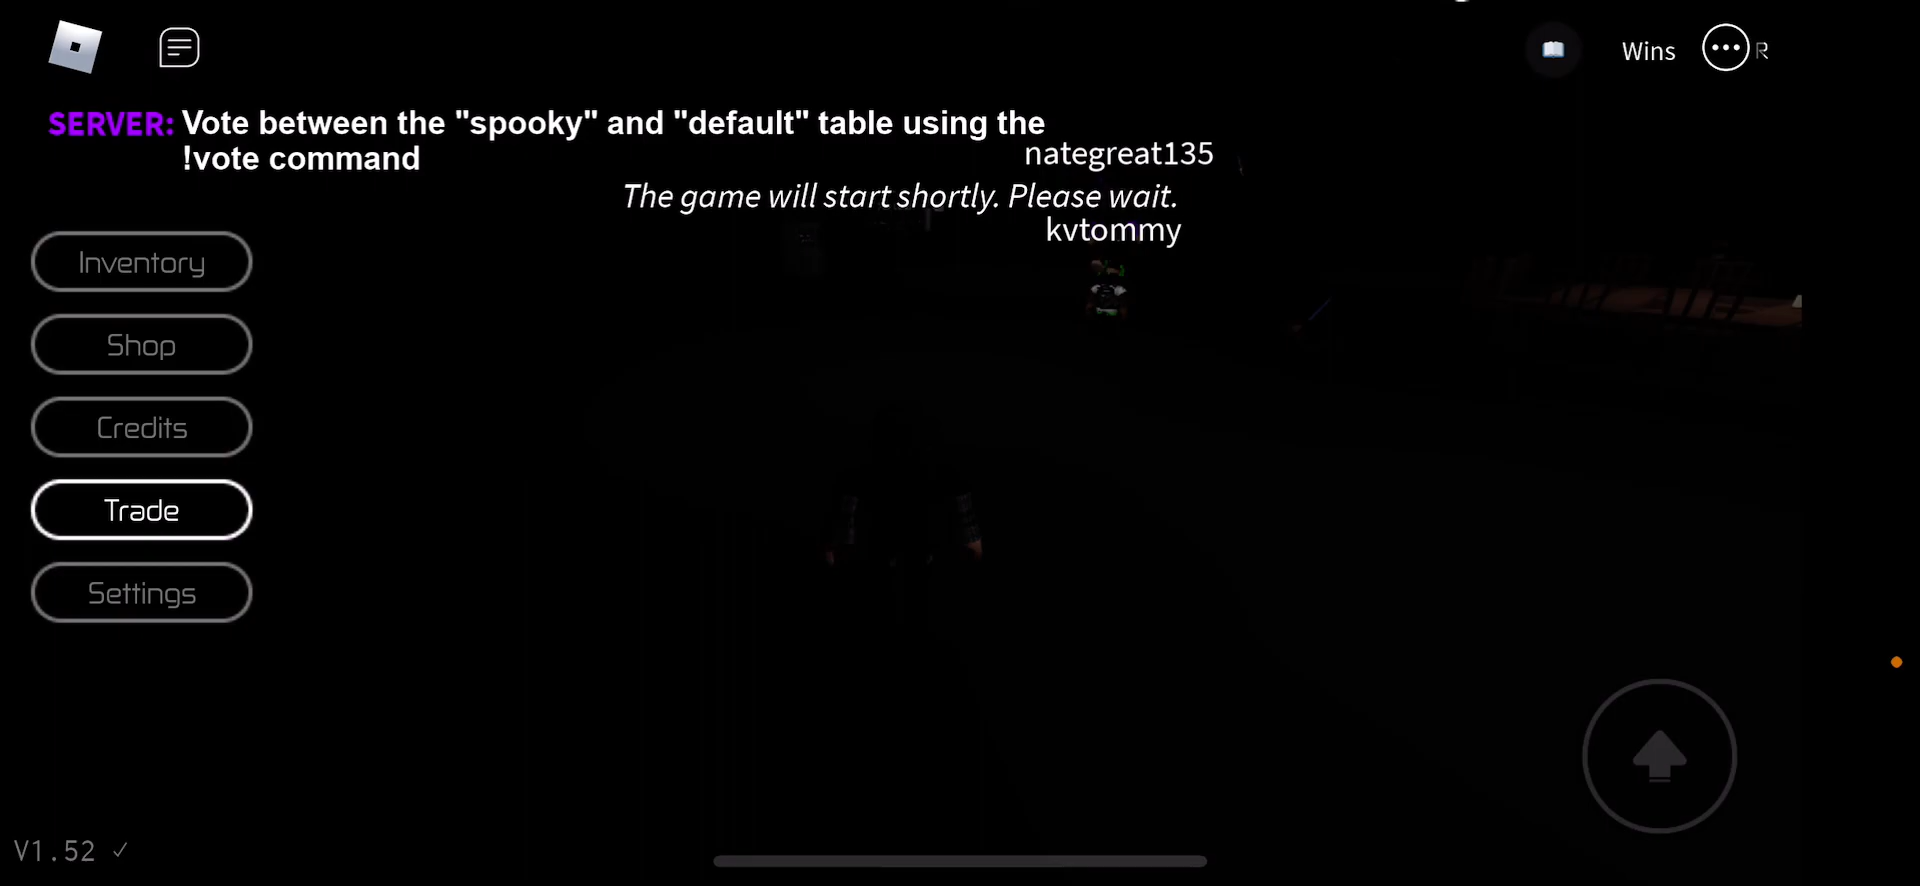 Wins
R
SERVER: Vote between the "spooky" and "default" table using the
!vote command
nategreat135
The game will start shortly. Please wait.
kvtommy
Inventory
Shop
Credits
Trade
Settings
V1.52 ✓